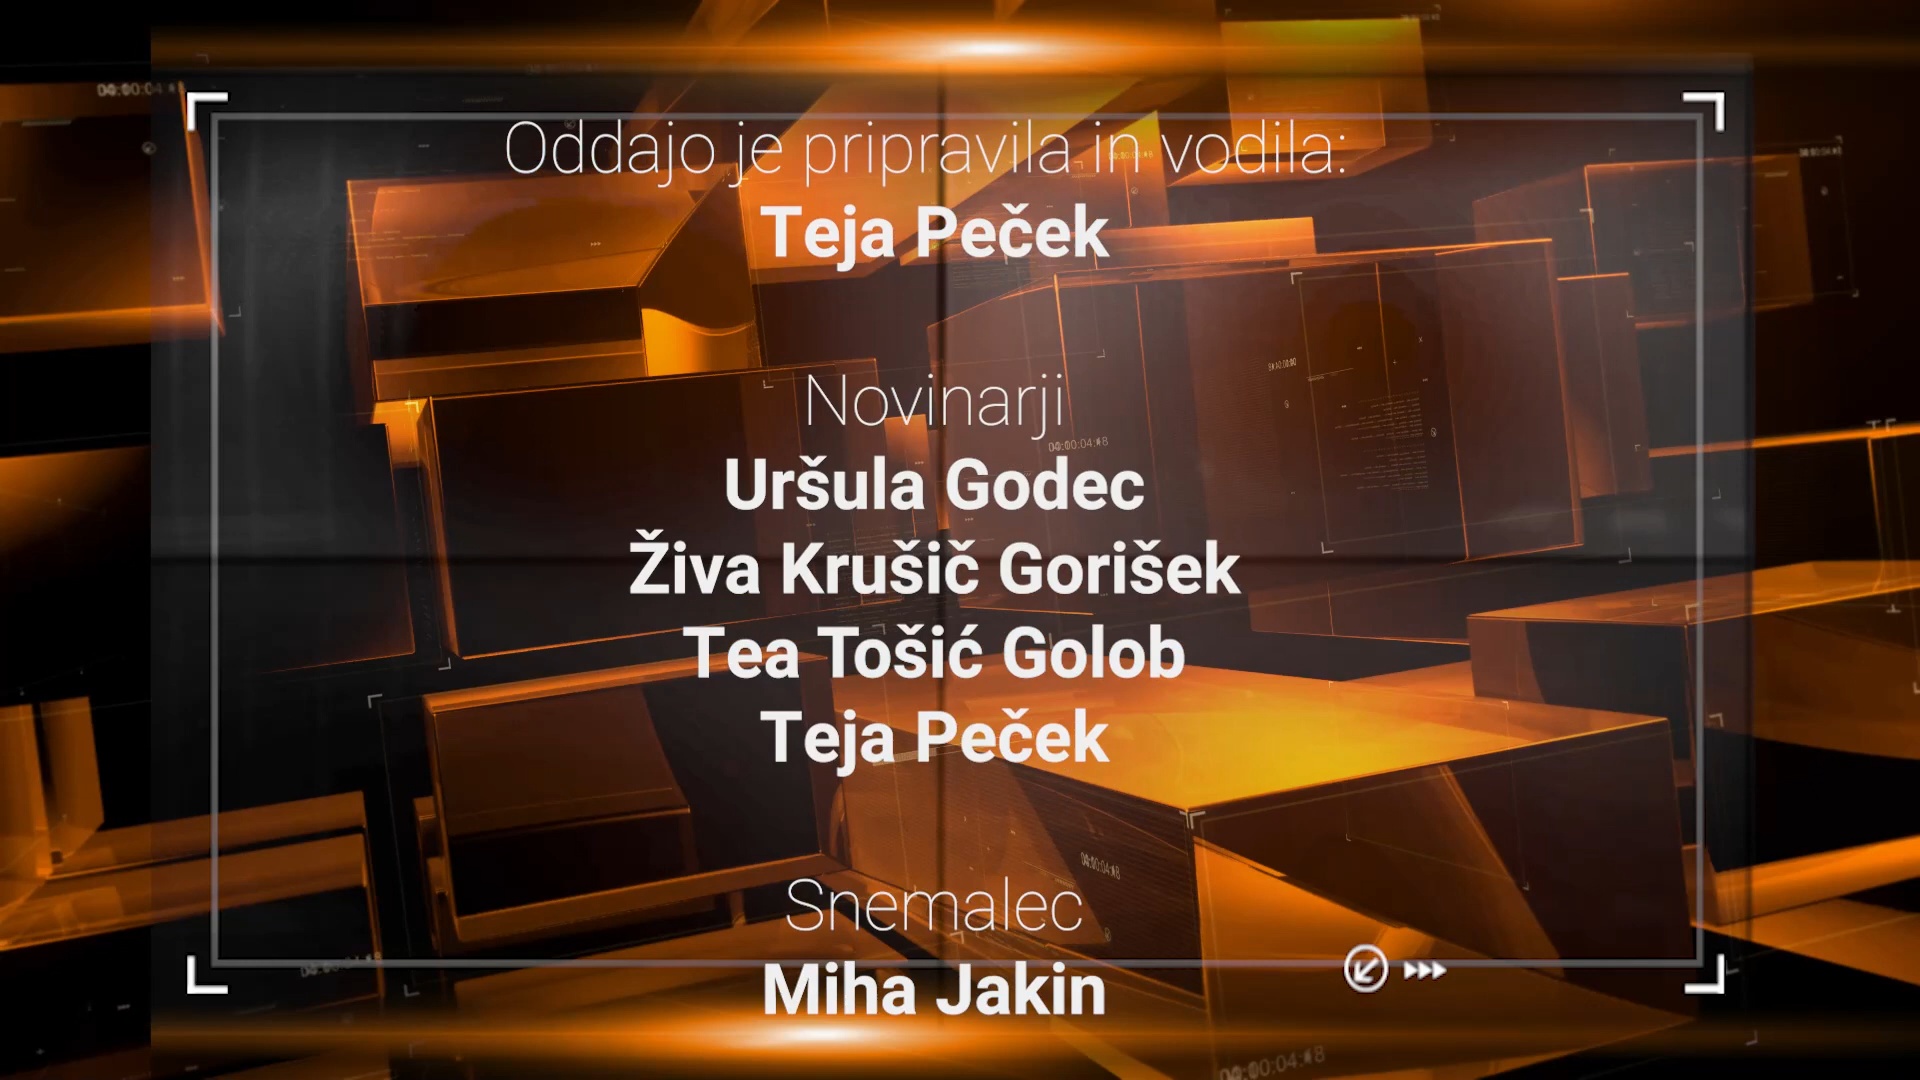 Oddajo je pripravila in vodila:
Teja Peček
Novinarji
Uršula Godec
Živa Krušič Gorišek
Tea Tošić Golob
Teja Peček
Snemalec
Miha Jakin